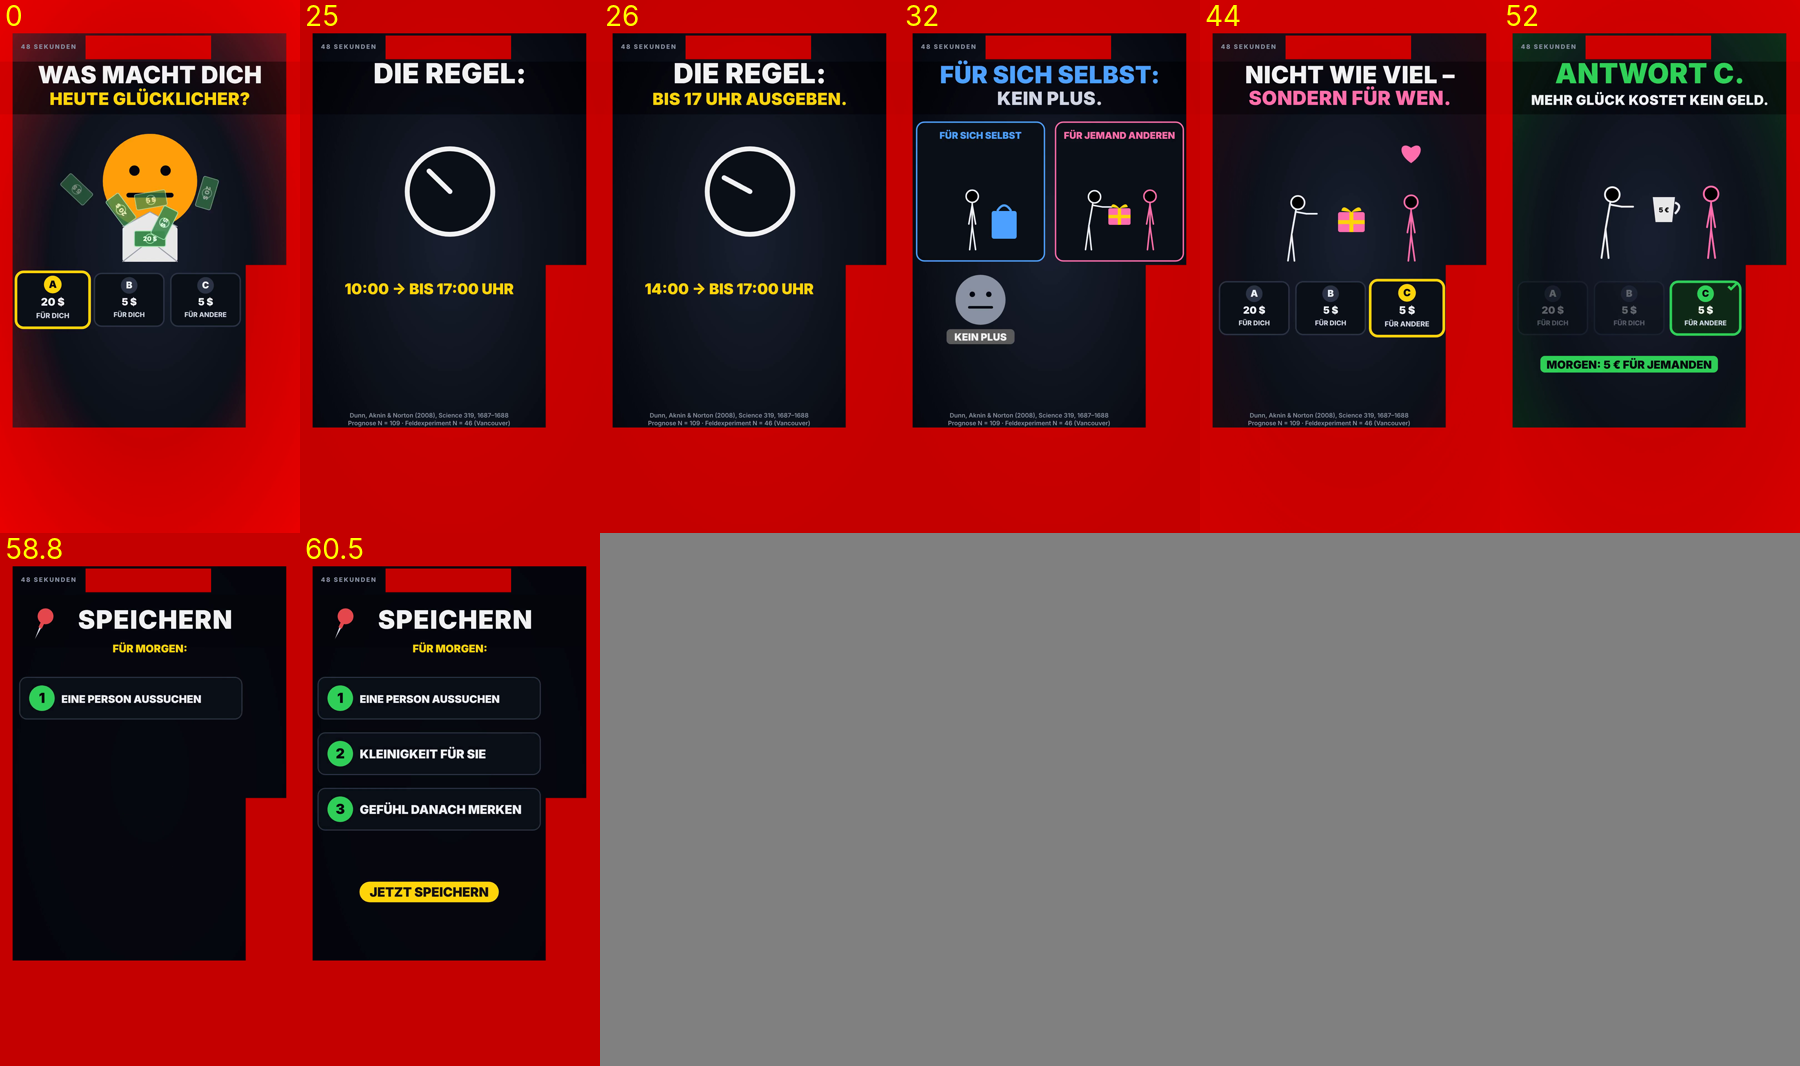 0
48 SEKUNDEN
WAS MACHT DICH
HEUTE GLÜCKLICHER?
5 $
20 $
A
20 $
FÜR DICH
B
5 $
FÜR DICH
C
5 $
FÜR ANDERE
25
48 SEKUNDEN
DIE REGEL:
10:00 → BIS 17:00 UHR
Dunn, Aknin & Norton (2008), Science 319, 1687–1688
Prognose N = 109 · Feldexperiment N = 46 (Vancouver)
26
48 SEKUNDEN
DIE REGEL:
BIS 17 UHR AUSGEBEN.
14:00 → BIS 17:00 UHR
Dunn, Aknin & Norton (2008), Science 319, 1687–1688
Prognose N = 109 · Feldexperiment N = 46 (Vancouver)
32
48 SEKUNDEN
FÜR SICH SELBST:
KEIN PLUS.
FÜR SICH SELBST
FÜR JEMAND ANDEREN
KEIN PLUS
Dunn, Aknin & Norton (2008), Science 319, 1687–1688
Prognose N = 109 · Feldexperiment N = 46 (Vancouver)
44
48 SEKUNDEN
NICHT WIE VIEL –
SONDERN FÜR WEN.
A
20 $
FÜR DICH
B
5 $
FÜR DICH
C
5 $
FÜR ANDERE
Dunn, Aknin & Norton (2008), Science 319, 1687–1688
Prognose N = 109 · Feldexperiment N = 46 (Vancouver)
52
48 SEKUNDEN
ANTWORT C.
MEHR GLÜCK KOSTET KEIN GELD.
5 €
A
20 $
FÜR DICH
B
5 $
FÜR DICH
C
5 $
FÜR ANDERE
MORGEN: 5 € FÜR JEMANDEN
58.8
48 SEKUNDEN
SPEICHERN
FÜR MORGEN:
1 EINE PERSON AUSSUCHEN
60.5
48 SEKUNDEN
SPEICHERN
FÜR MORGEN:
1 EINE PERSON AUSSUCHEN
2 KLEINIGKEIT FÜR SIE
3 GEFÜHL DANACH MERKEN
JETZT SPEICHERN